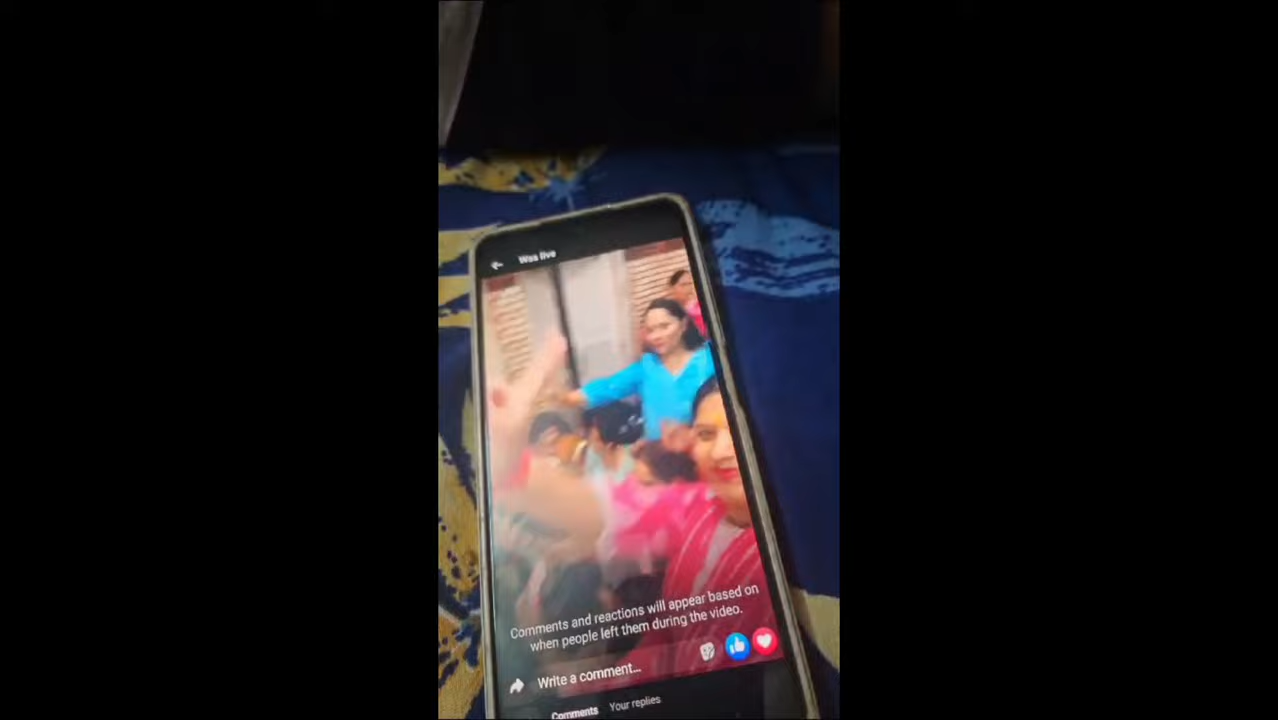 Was live
Comments and reactions will appear based on
when people left them during the video.
Write a comment...
Comments Your replies